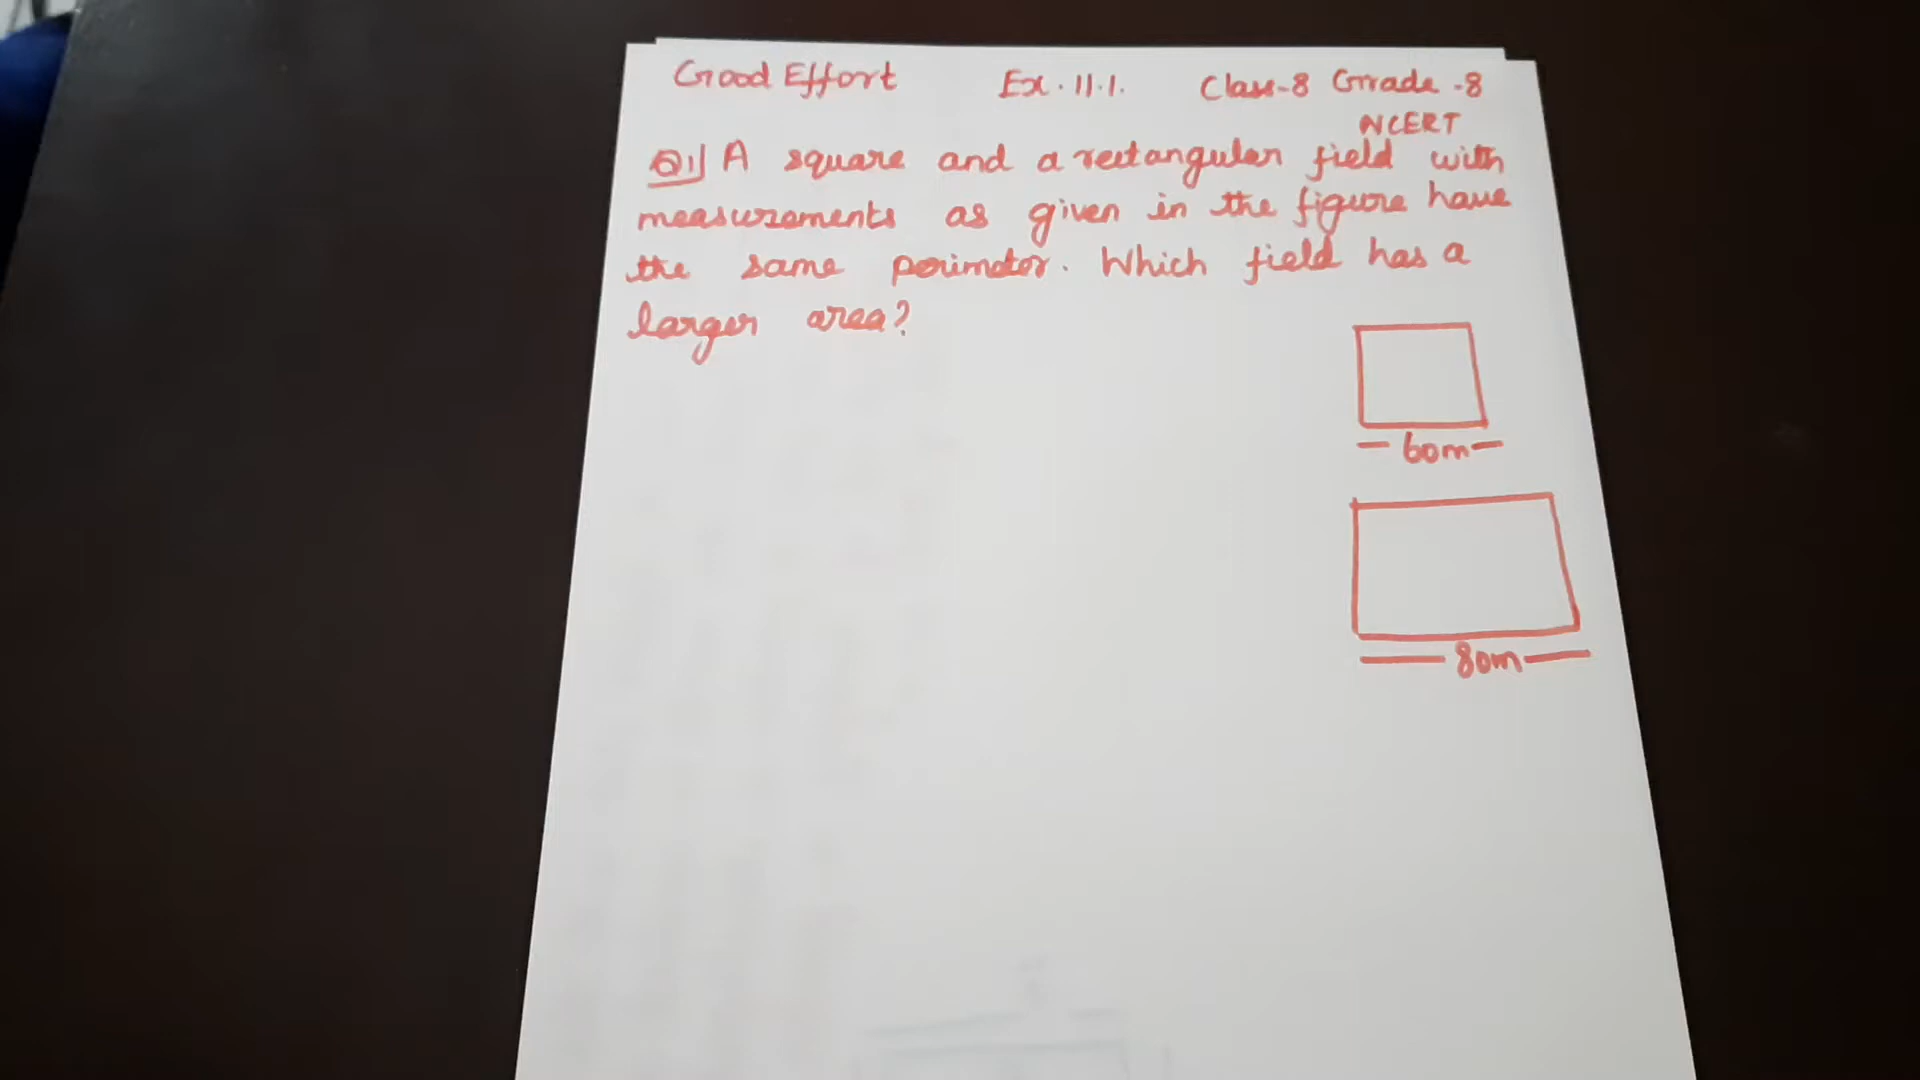 Good Effort Ex. 11.1. Class-8 Grade-8
NCERT
Q1) A square and a rectangular field with
measurements as given in the figure have
the same perimeter. Which field has a
larger area?
60m
80m